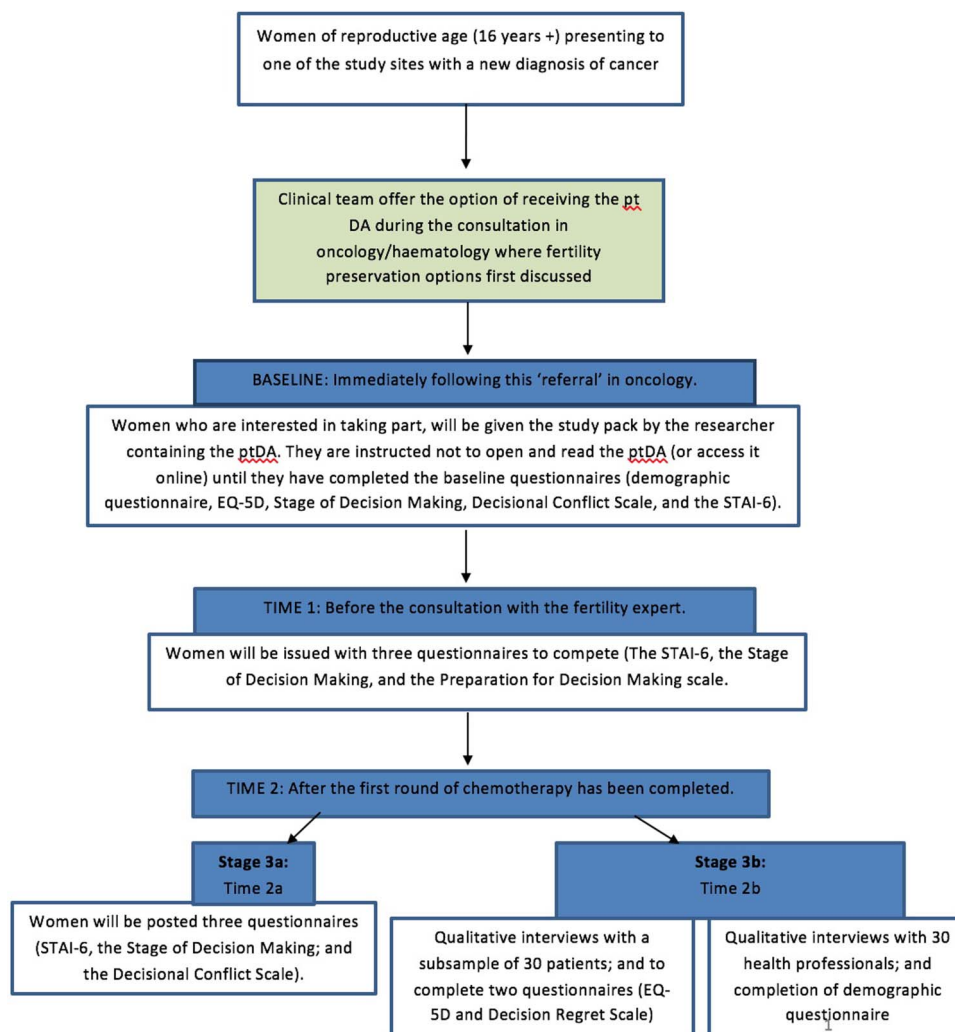 Women of reproductive age (16 years +) presenting to
one of the study sites with a new diagnosis of cancer
Clinical team offer the option of receiving the pt
DA during the consultation in
oncology/haematology where fertility
preservation options first discussed
BASELINE: Immediately following this ‘referral’ in oncology.
Women who are interested in taking part, will be given the study pack by the researcher
containing the ptDA. They are instructed not to open and read the ptDA (or access it
online) until they have completed the baseline questionnaires (demographic
questionnaire, EQ-5D, Stage of Decision Making, Decisional Conflict Scale, and the STAI-6).
TIME 1: Before the consultation with the fertility expert.
Women will be issued with three questionnaires to compete (The STAI-6, the Stage
of Decision Making, and the Preparation for Decision Making scale.
TIME 2: After the first round of chemotherapy has been completed.
Stage 3a:
Time 2a
Women will be posted three questionnaires
(STAI-6, the Stage of Decision Making; and
the Decisional Conflict Scale).
Stage 3b:
Time 2b
Qualitative interviews with a
subsample of 30 patients; and to
complete two questionnaires (EQ-
5D and Decision Regret Scale)
Qualitative interviews with 30
health professionals; and
completion of demographic
questionnaire